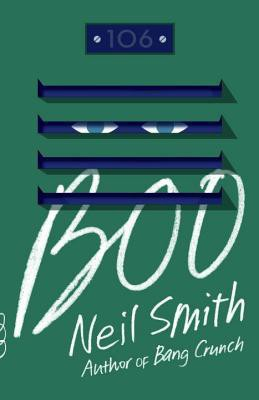 106
BOO
Neil Smith
Author of Bang Crunch